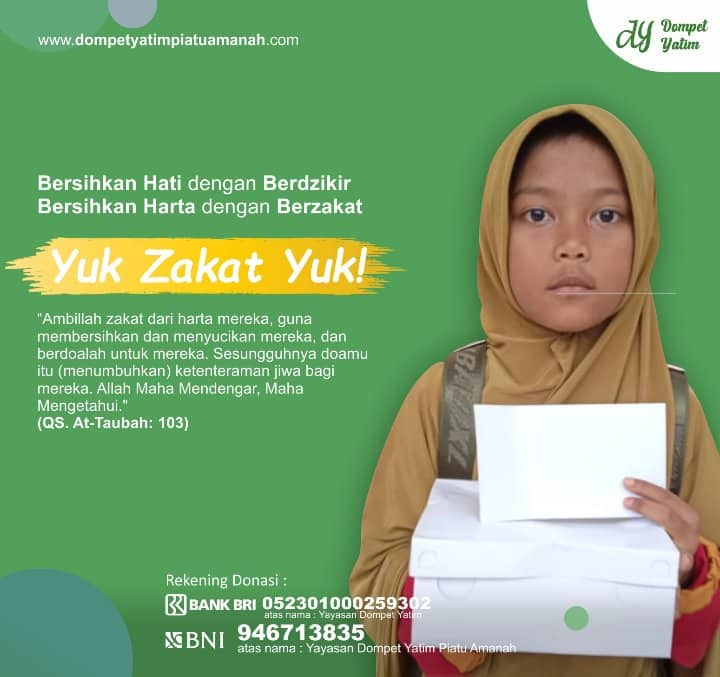 www.dompetyatimpiatuamanah.com
Dompet
Yatim
Bersihkan Hati dengan Berdzikir
Bersihkan Harta dengan Berzakat
Yuk Zakat Yuk!
"Ambillah zakat dari harta mereka, guna
membersihkan dan menyucikan mereka, dan
berdoalah untuk mereka. Sesungguhnya doamu
itu (menumbuhkan) ketenteraman jiwa bagi
mereka. Allah Maha Mendengar, Maha
Mengetahui."
(QS. At-Taubah: 103)
Rekening Donasi :
BANK BRI 052301000259302
atas nama : Yayasan Dompet Yatim
BNI 946713835
atas nama : Yayasan Dompet Yatim Piatu Amanah